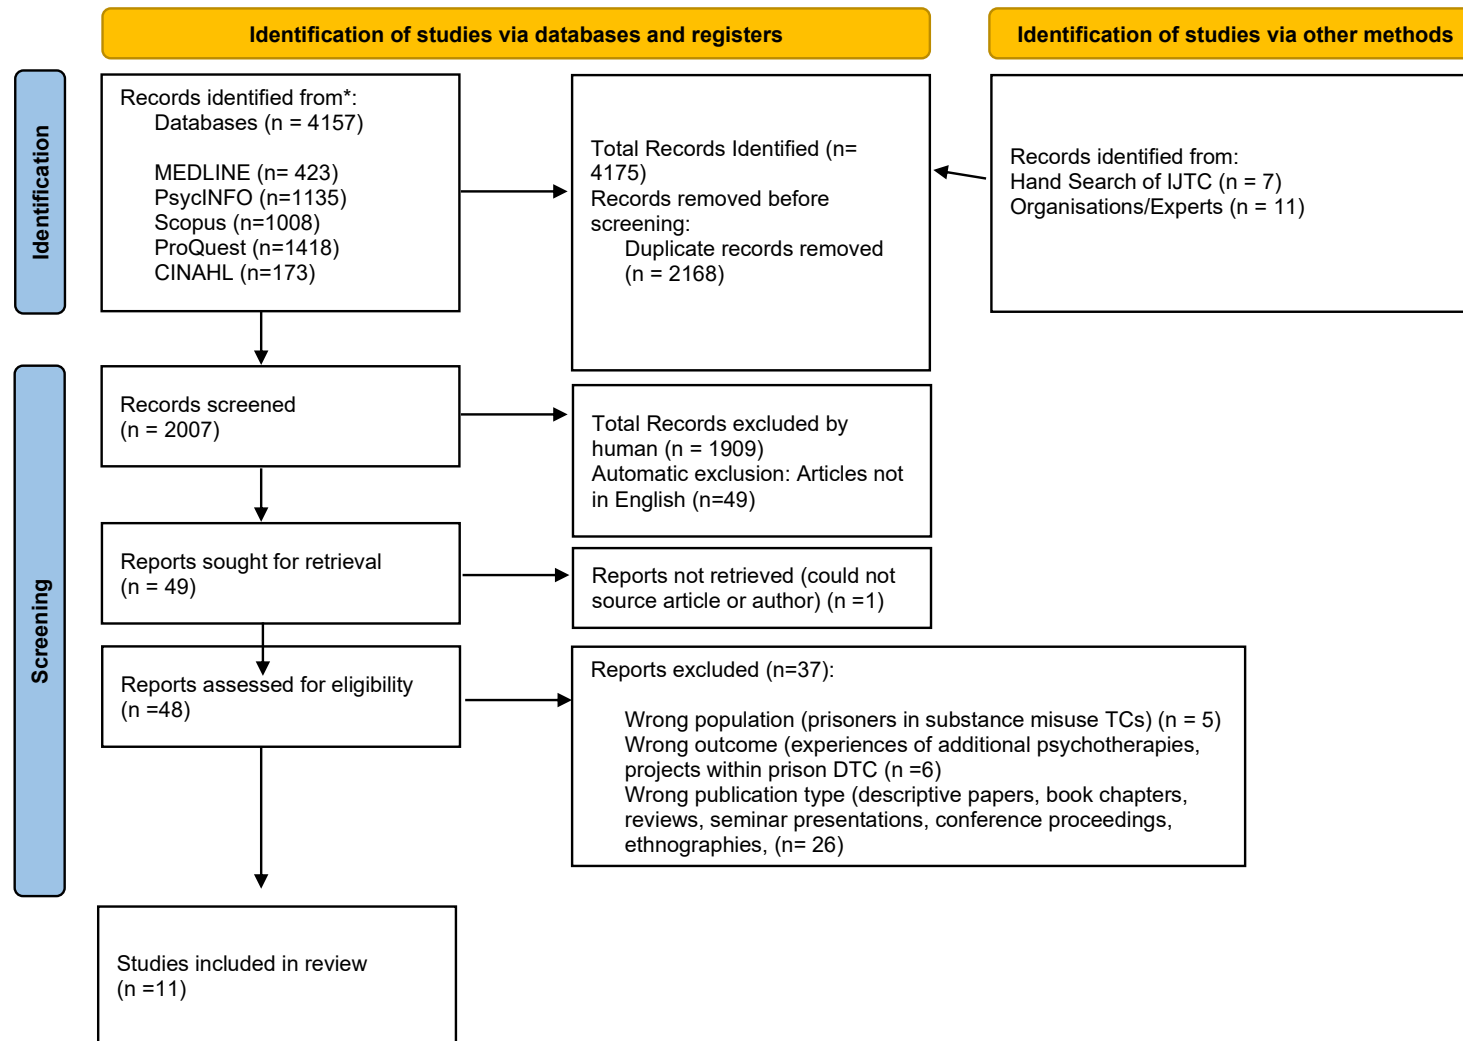 Identification of studies via databases and registers
Identification of studies via other methods
Identification
Records identified from*:
Databases (n = 4157)
MEDLINE (n= 423)
PsycINFO (n=1135)
Scopus (n=1008)
ProQuest (n=1418)
CINAHL (n=173)
Total Records Identified (n=
4175)
Records removed before
screening:
Duplicate records removed
(n = 2168)
Records identified from:
Hand Search of IJTC (n = 7)
Organisations/Experts (n = 11)
Screening
Records screened
(n = 2007)
Total Records excluded by
human (n = 1909)
Automatic exclusion: Articles not
in English (n=49)
Reports sought for retrieval
(n = 49)
Reports not retrieved (could not
source article or author) (n =1)
Reports assessed for eligibility
(n =48)
Reports excluded (n=37):
Wrong population (prisoners in substance misuse TCs) (n = 5)
Wrong outcome (experiences of additional psychotherapies,
projects within prison DTC (n =6)
Wrong publication type (descriptive papers, book chapters,
reviews, seminar presentations, conference proceedings,
ethnographies, (n= 26)
Studies included in review
(n =11)